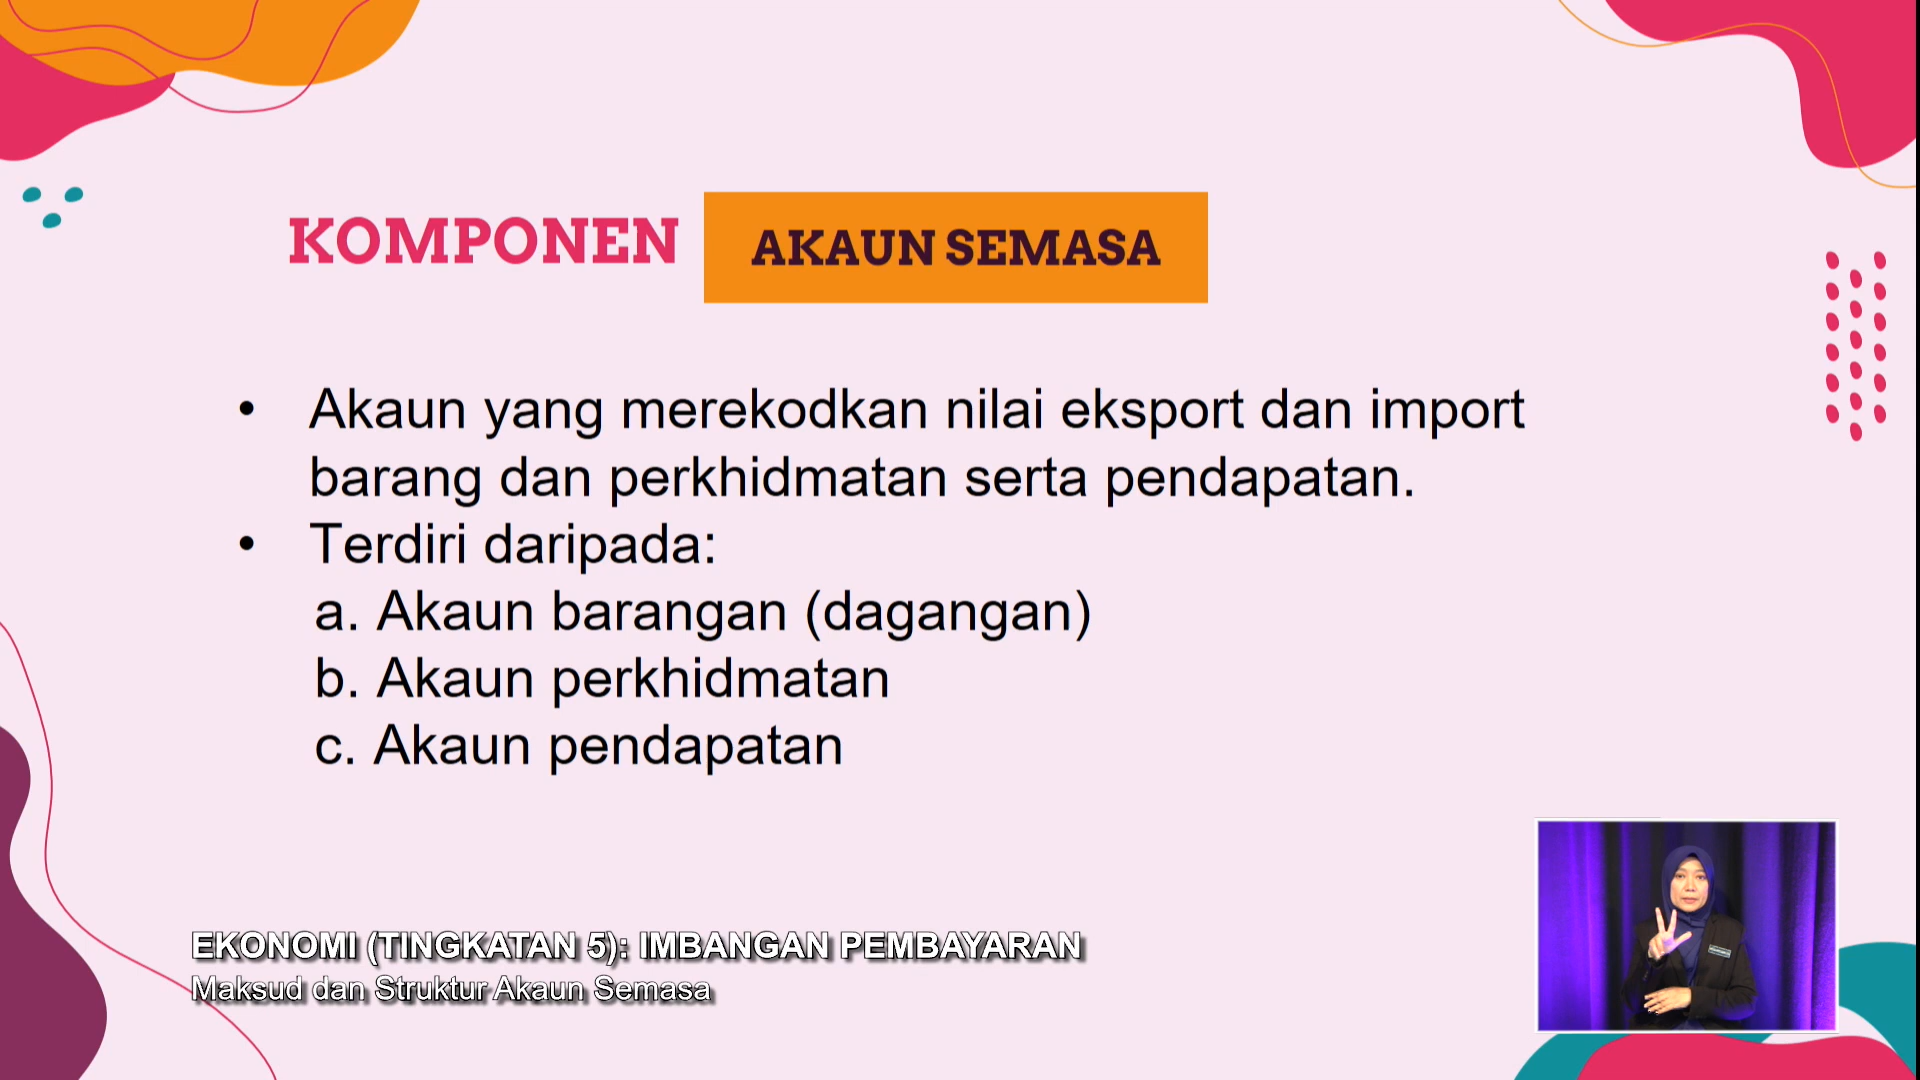 KOMPONEN AKAUN SEMASA
• Akaun yang merekodkan nilai eksport dan import
barang dan perkhidmatan serta pendapatan.
• Terdiri daripada:
a. Akaun barangan (dagangan)
b. Akaun perkhidmatan
c. Akaun pendapatan
EKONOMI (TINGKATAN 5): IMBANGAN PEMBAYARAN
Maksud dan Struktur Akaun Semasa